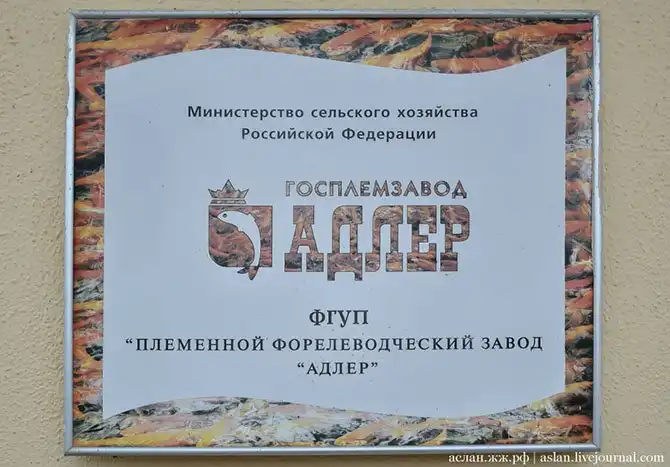 Министерство сельского хозяйства
Российской Федерации
ГОСПЛЕМЗАВОД
АДЛЕР
ФГУП
“ПЛЕМЕННОЙ ФОРЕЛЕВОДЧЕСКИЙ ЗАВОД
“АДЛЕР”
аслан.жж.рф | aslan.livejournal.com